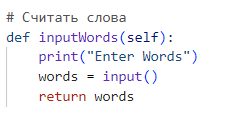 # Считать слова
def inputWords(self):
    print("Enter Words")
    words = input()
    return words